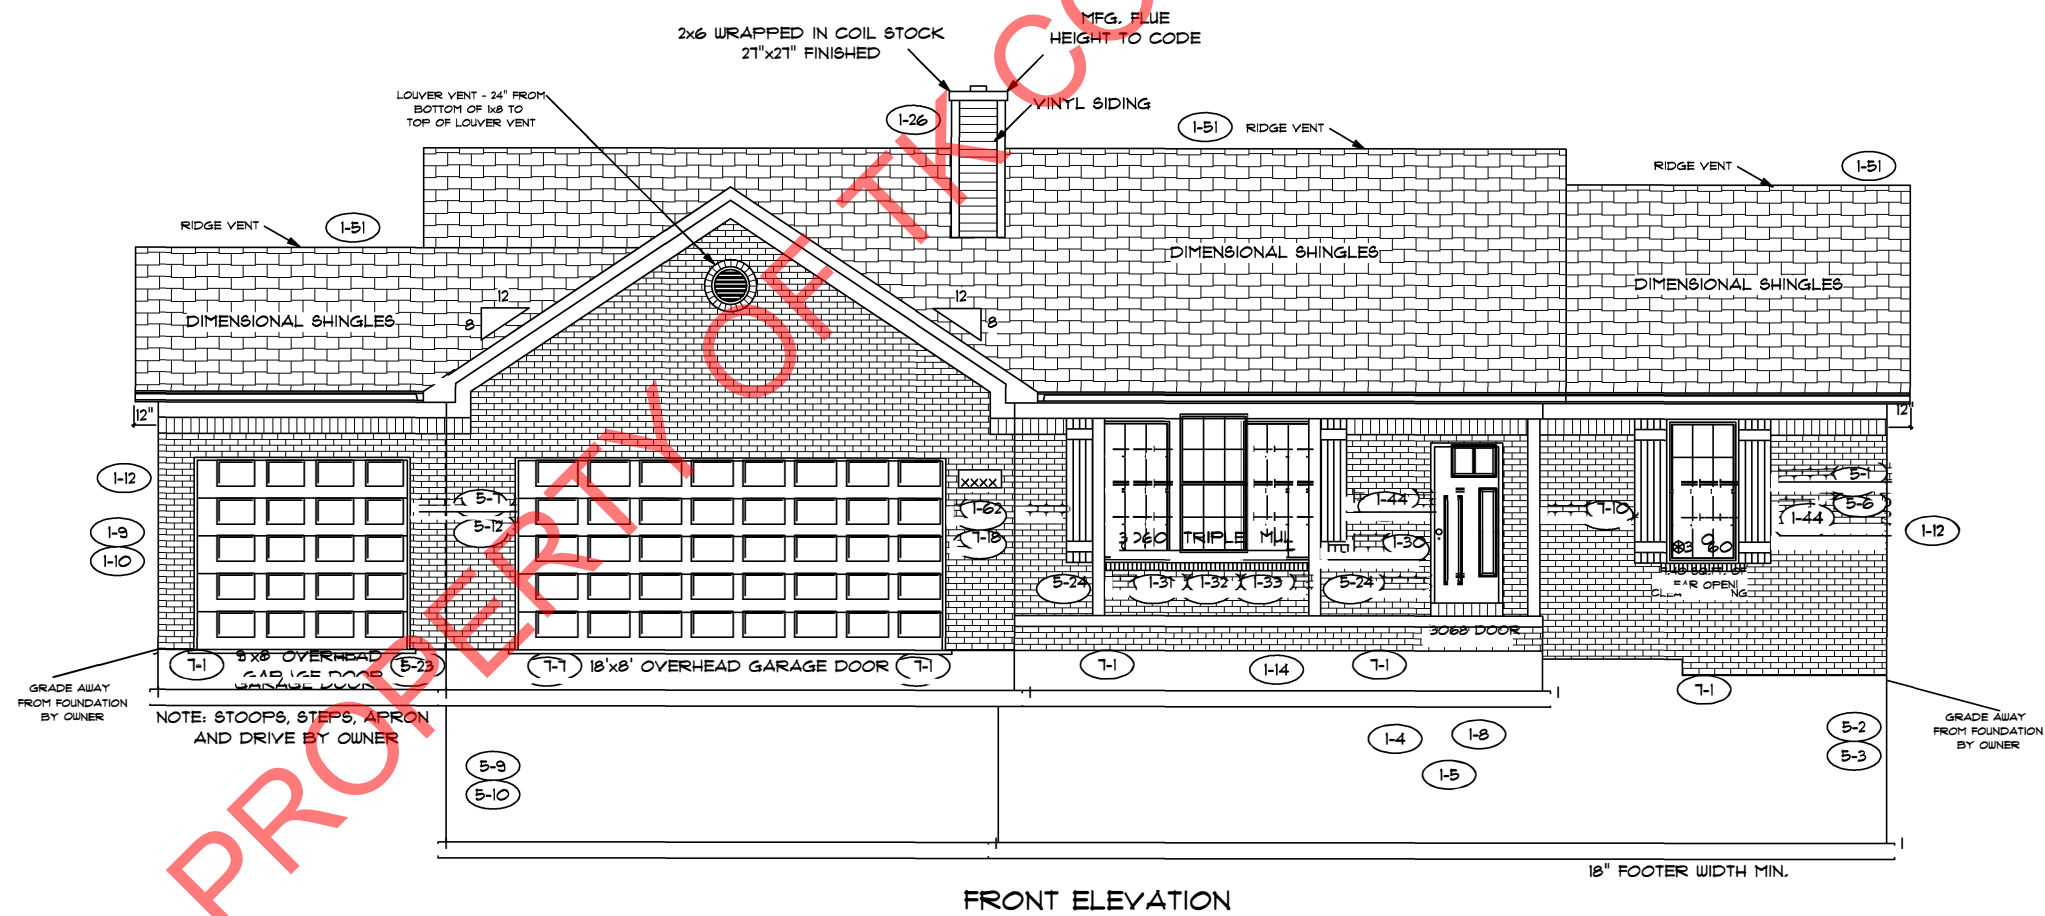 MFG. FLUE
HEIGHT TO CODE
2x6 WRAPPED IN COIL STOCK
27"x27" FINISHED
LOUVER VENT - 24" FROM
BOTTOM OF 1x8 TO
TOP OF LOUVER VENT
1-26
VINYL SIDING
1-51
RIDGE VENT
RIDGE VENT
1-51
RIDGE VENT
1-51
DIMENSIONAL SHINGLES
DIMENSIONAL SHINGLES
DIMENSIONAL SHINGLES
12
8
12
8
12"
12"
1-12
1-9
1-10
5-7
5-12
XXXX
1-62
7-18
1-44
1-30
7-10
5-1
5-6
1-44
1-12
TRIPLE
5-24
1-31
1-32
1-33
5-24
3068 DOOR
7-1
OVERHEAD
GARAGE DOOR
5-23
7-7
18'x8' OVERHEAD GARAGE DOOR
7-1
7-1
1-14
7-1
7-1
GRADE AWAY
FROM FOUNDATION
BY OWNER
NOTE: STOOPS, STEPS, APRON
AND DRIVE BY OWNER
5-9
5-10
1-4
1-8
1-5
5-2
5-3
GRADE AWAY
FROM FOUNDATION
BY OWNER
18" FOOTER WIDTH MIN.
FRONT ELEVATION
PROPERTY OF TK CO